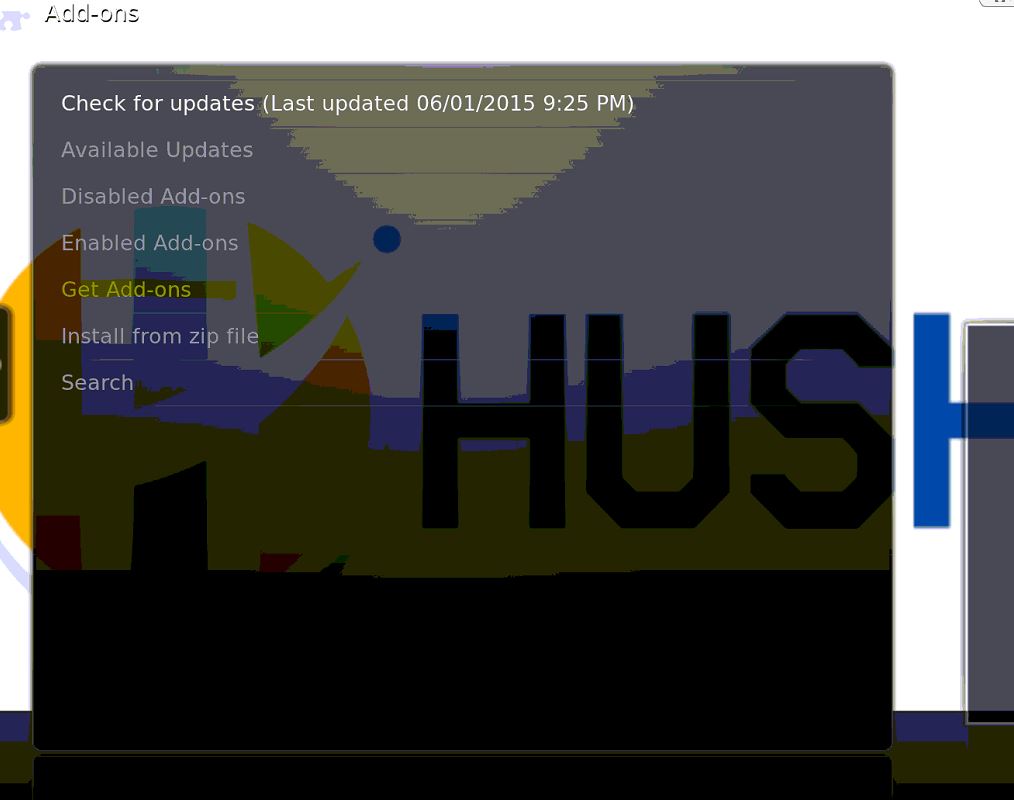 Add-ons
Check for updates (Last updated 06/01/2015 9:25 PM)
Available Updates
Disabled Add-ons
Enabled Add-ons
Get Add-ons
Install from zip file
Search
HUSH